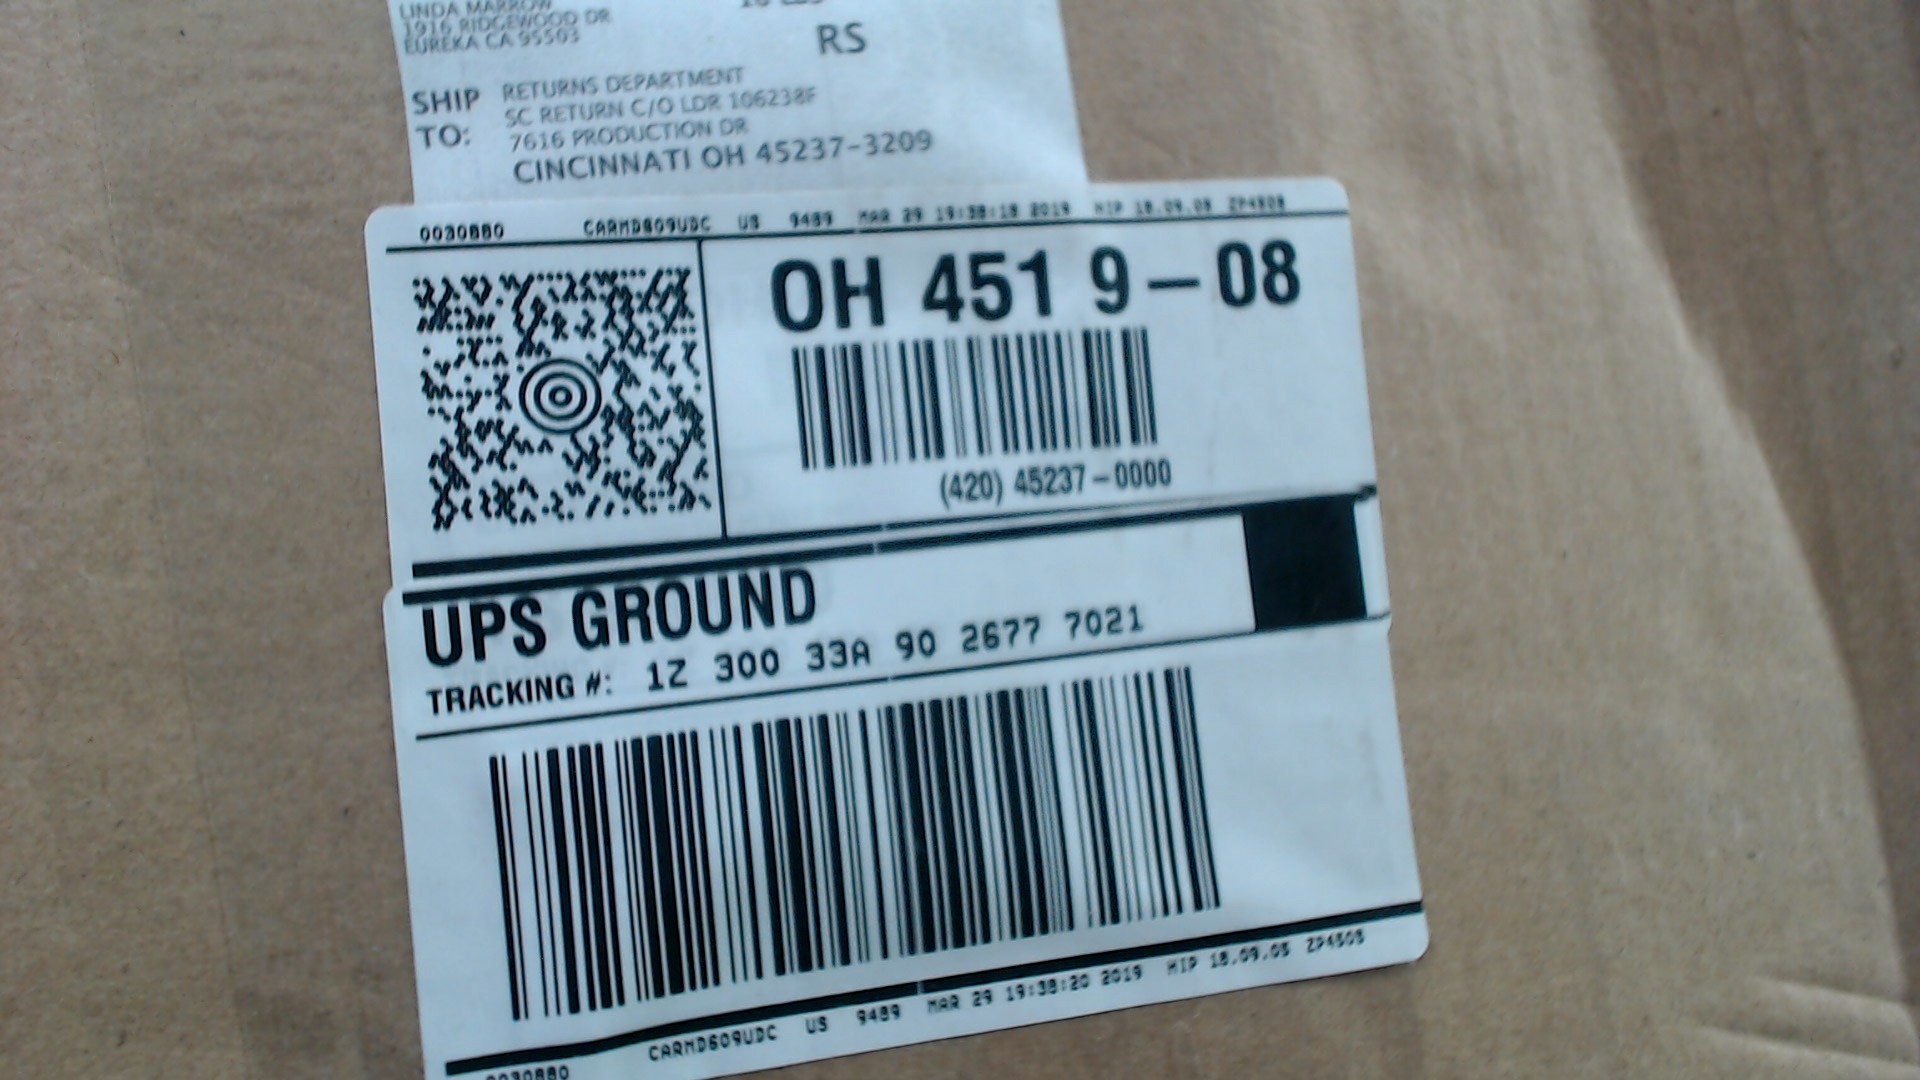 LINDA MARROW
1916 RIDGEWOOD DR
EUREKA CA 95503
RS
SHIP TO:
RETURNS DEPARTMENT
SC RETURN C/O LDR 106238F
7616 PRODUCTION DR
CINCINNATI OH 45237-3209
0030880 CARMD609UDC US 9489 MAR 29 19:38:18 2019 HIP 18.09.05 ZP4505
OH 451 9-08
(420) 45237-0000
UPS GROUND
TRACKING #: 1Z 300 33A 90 2677 7021
0030880 CARMD609UDC US 9489 MAR 29 19:38:20 2019 HIP 18.09.05 ZP4505